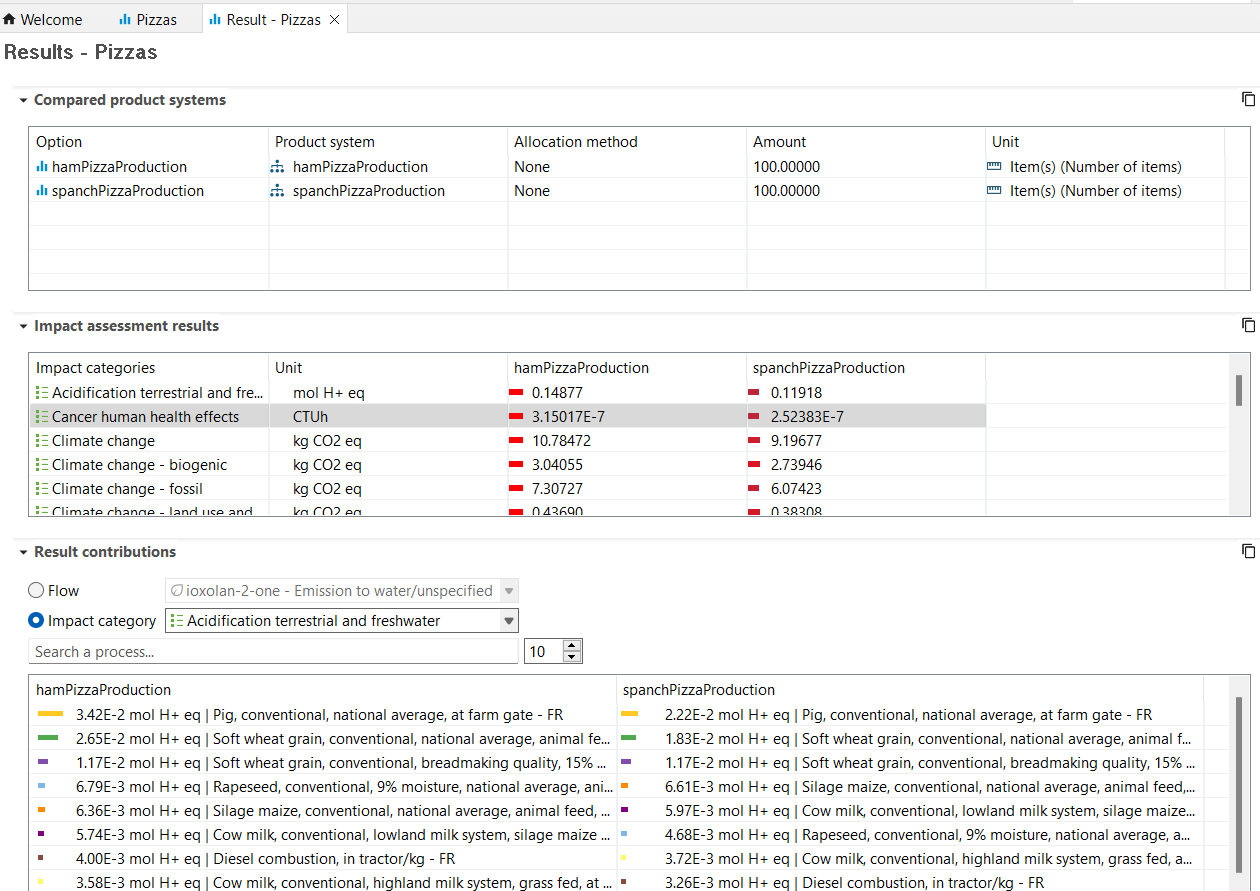 Welcome Pizzas Result - Pizzas
Results - Pizzas
Compared product systems
Option Product system Allocation method Amount Unit
hamPizzaProduction hamPizzaProduction None 100.00000 Item(s) (Number of items)
spanchPizzaProduction spanchPizzaProduction None 100.00000 Item(s) (Number of items)
Impact assessment results
Impact categories Unit hamPizzaProduction spanchPizzaProduction
Acidification terrestrial and fre... mol H+ eq 0.14877 0.11918
Cancer human health effects CTUh 3.15017E-7 2.52383E-7
Climate change kg CO2 eq 10.78472 9.19677
Climate change - biogenic kg CO2 eq 3.04055 2.73946
Climate change - fossil kg CO2 eq 7.30727 6.07423
Climate change - land use and kg CO2 eq 0.43690 0.38308
Result contributions
Flow ioxolan-2-one - Emission to water/unspecified
Impact category Acidification terrestrial and freshwater
Search a process... 10
hamPizzaProduction spanchPizzaProduction
3.42E-2 mol H+ eq | Pig, conventional, national average, at farm gate - FR 2.22E-2 mol H+ eq | Pig, conventional, national average, at farm gate - FR
2.65E-2 mol H+ eq | Soft wheat grain, conventional, national average, animal fe... 1.83E-2 mol H+ eq | Soft wheat grain, conventional, national average, animal f...
1.17E-2 mol H+ eq | Soft wheat grain, conventional, breadmaking quality, 15% ... 1.17E-2 mol H+ eq | Soft wheat grain, conventional, breadmaking quality, 15% ...
6.79E-3 mol H+ eq | Rapeseed, conventional, 9% moisture, national average, ani... 6.61E-3 mol H+ eq | Silage maize, conventional, national average, animal feed,...
6.36E-3 mol H+ eq | Silage maize, conventional, national average, animal feed, ... 5.97E-3 mol H+ eq | Cow milk, conventional, lowland milk system, silage maize...
5.74E-3 mol H+ eq | Cow milk, conventional, lowland milk system, silage maize ... 4.68E-3 mol H+ eq | Rapeseed, conventional, 9% moisture, national average, a...
4.00E-3 mol H+ eq | Diesel combustion, in tractor/kg - FR 3.72E-3 mol H+ eq | Cow milk, conventional, highland milk system, grass fed, a...
3.58E-3 mol H+ eq | Cow milk, conventional, highland milk system, grass fed, at ... 3.26E-3 mol H+ eq | Diesel combustion, in tractor/kg - FR